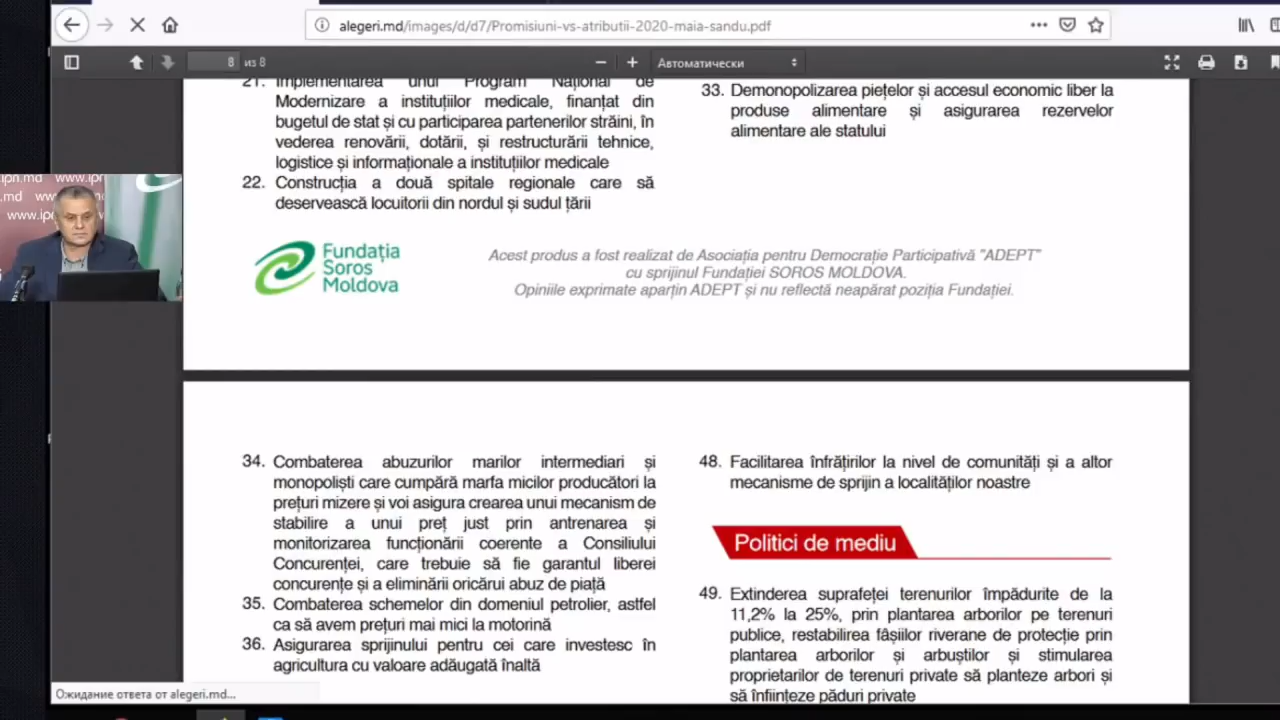 alegeri.md/images/d/d7/Promisiuni-vs-atributii-2020-maia-sandu.pdf
8 из 8
Автоматически
21. Implementarea unui Program Național de
Modernizare a instituțiilor medicale, finanțat din
bugetul de stat și cu participarea partenerilor străini, în
vederea renovării, dotării, și restructurării tehnice,
logistice și informaționale a instituțiilor medicale
22. Construcția a două spitale regionale care să
deservească locuitorii din nordul și sudul țării
33. Demonopolizarea piețelor și accesul economic liber la
produse alimentare și asigurarea rezervelor
alimentare ale statului
www.ipn
.md
www.ip
Fundația
Soros
Moldova
Acest produs a fost realizat de Asociația pentru Democrație Participativă "ADEPT"
cu sprijinul Fundației SOROS MOLDOVA.
Opiniile exprimate aparțin ADEPT și nu reflectă neapărat poziția Fundației.
34. Combaterea abuzurilor marilor intermediari și
monopoliști care cumpără marfa micilor producători la
prețuri mizere și voi asigura crearea unui mecanism de
stabilire a unui preț just prin antrenarea și
monitorizarea funcționării coerente a Consiliului
Concurenței, care trebuie să fie garantul liberei
concurențe și a eliminării oricărui abuz de piață
35. Combaterea schemelor din domeniul petrolier, astfel
ca să avem prețuri mai mici la motorină
36. Asigurarea sprijinului pentru cei care investesc în
agricultura cu valoare adăugată înaltă
48. Facilitarea înfrățirilor la nivel de comunități și a altor
mecanisme de sprijin a localităților noastre
Politici de mediu
49. Extinderea suprafeței terenurilor împădurite de la
11,2% la 25%, prin plantarea arborilor pe terenuri
publice, restabilirea fâșiilor riverane de protecție prin
plantarea arborilor și arbuștilor și stimularea
proprietarilor de terenuri private să planteze arbori și
să înființeze păduri private
Ожидание ответа от alegeri.md...